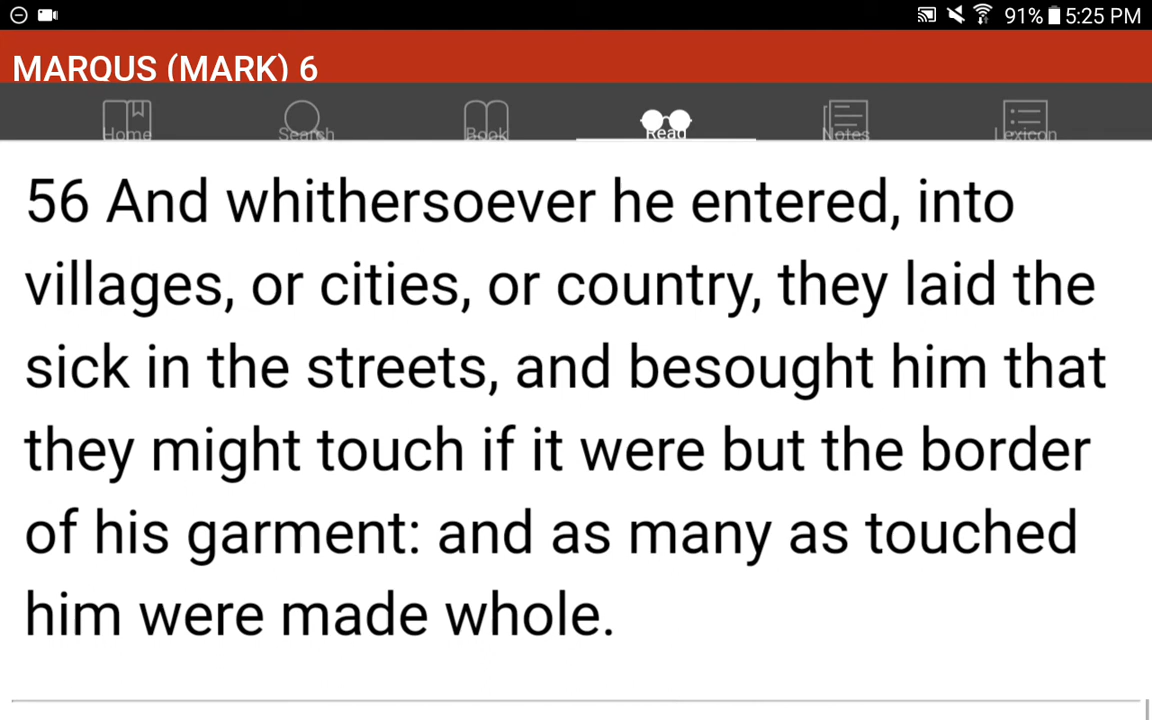 91% 5:25 PM
MARQUS (MARK) 6
Home Search Book Read Notes Lexicon
56 And whithersoever he entered, into
villages, or cities, or country, they laid the
sick in the streets, and besought him that
they might touch if it were but the border
of his garment: and as many as touched
him were made whole.